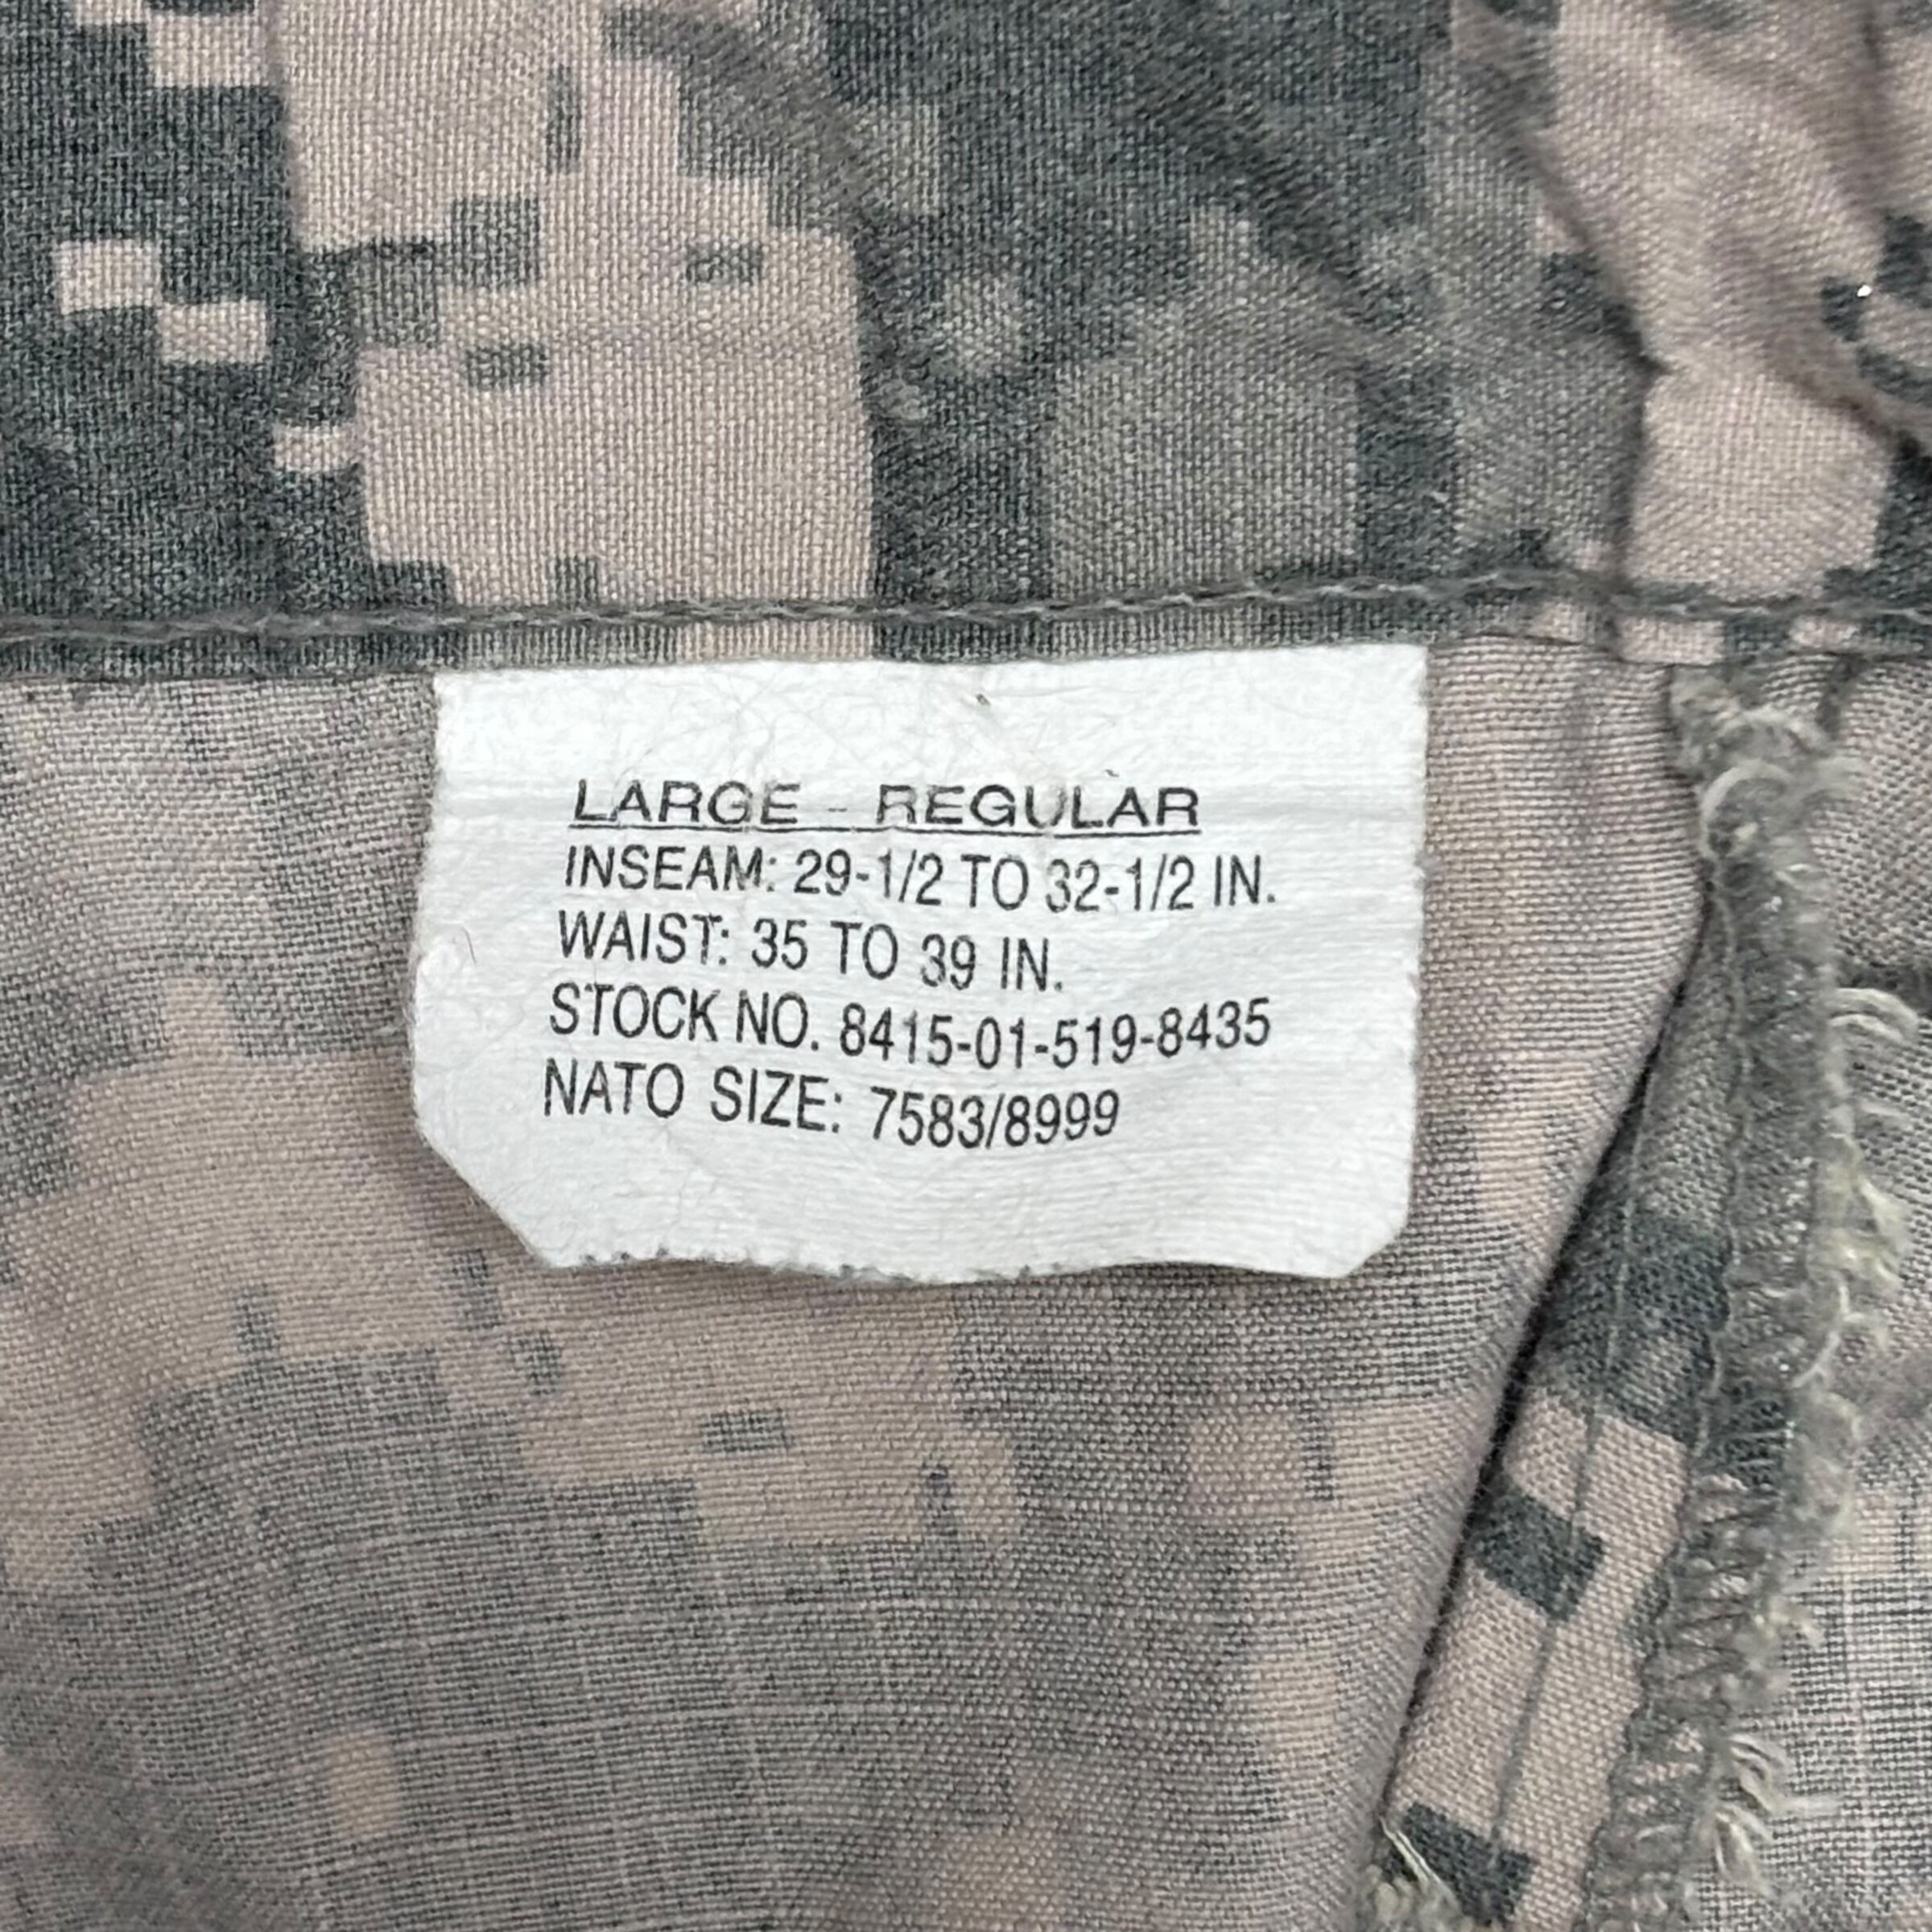 LARGE - REGULAR
INSEAM: 29-1/2 TO 32-1/2 IN.
WAIST: 35 TO 39 IN.
STOCK NO. 8415-01-519-8435
NATO SIZE: 7583/8999